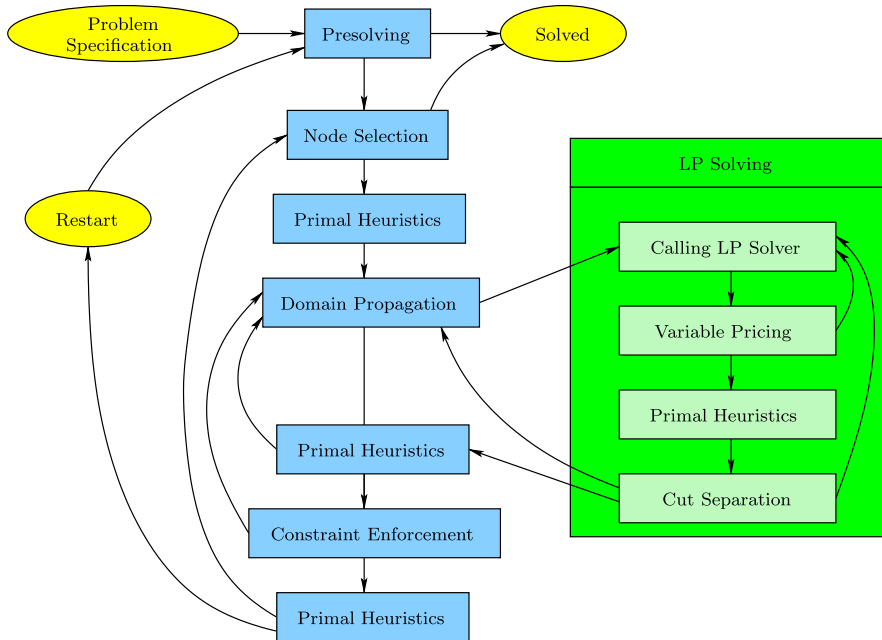 Problem
Specification
Presolving
Solved
Node Selection
LP Solving
Restart
Primal Heuristics
Calling LP Solver
Domain Propagation
Variable Pricing
Primal Heuristics
Primal Heuristics
Cut Separation
Constraint Enforcement
Primal Heuristics